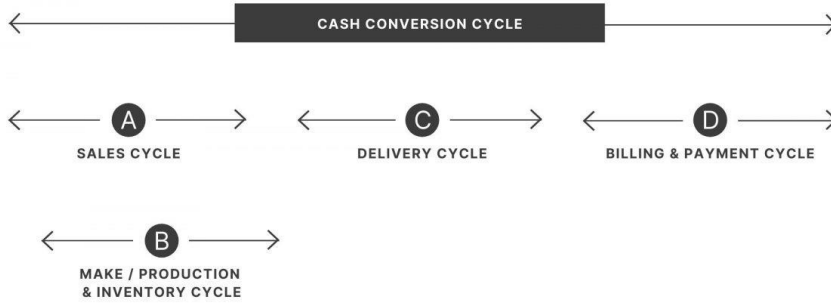 CASH CONVERSION CYCLE
A
C
D
SALES CYCLE
DELIVERY CYCLE
BILLING & PAYMENT CYCLE
B
MAKE / PRODUCTION
& INVENTORY CYCLE